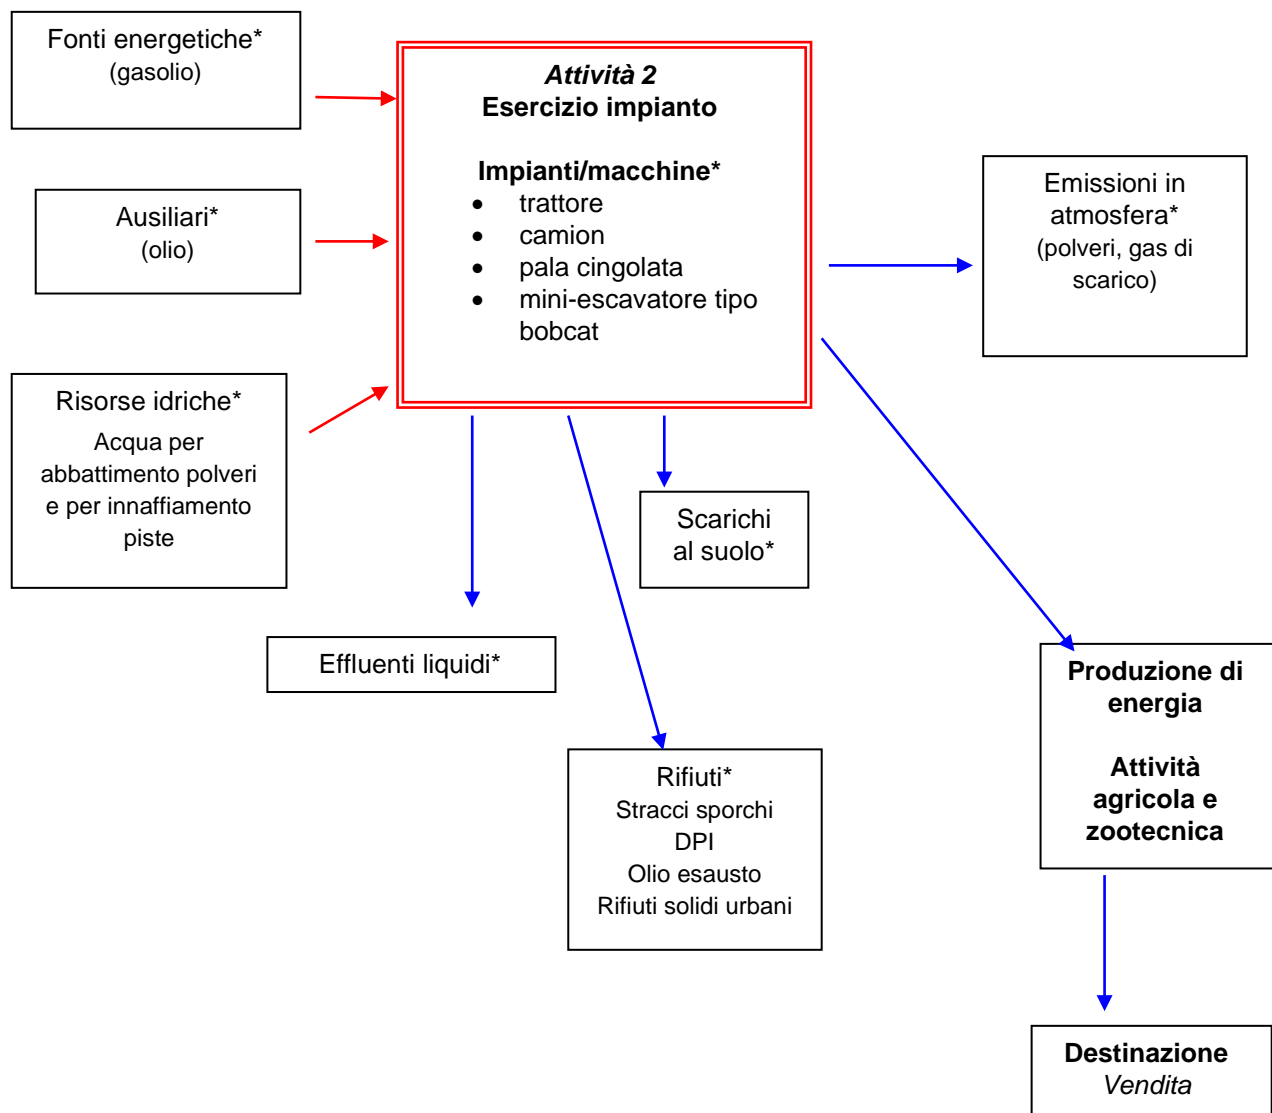 Fonti energetiche*
(gasolio)
Attività 2
Esercizio impianto
Impianti/macchine*
• trattore
• camion
• pala cingolata
• mini-escavatore tipo
bobcat
Ausiliari*
(olio)
Emissioni in
atmosfera*
(polveri, gas di
scarico)
Risorse idriche*
Acqua per
abbattimento polveri
e per innaffiamento
piste
Scarichi
al suolo*
Effluenti liquidi*
Rifiuti*
Stracci sporchi
DPI
Olio esausto
Rifiuti solidi urbani
Produzione di
energia
Attività
agricola e
zootecnica
Destinazione
Vendita